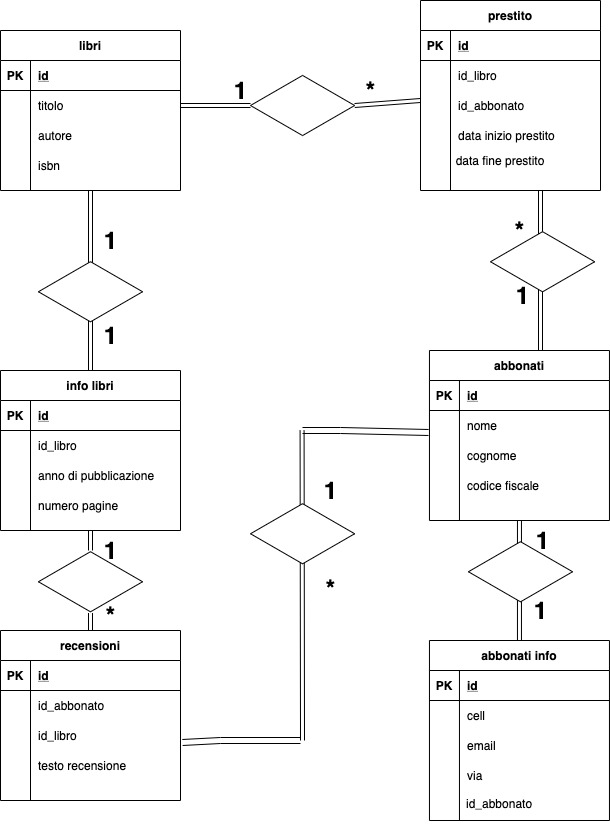 libri
PK id
titolo
autore
isbn
1
*
prestito
PK id
id_libro
id_abbonato
data inizio prestito
data fine prestito
1
1
*
1
info libri
PK id
id_libro
anno di pubblicazione
numero pagine
abbonati
PK id
nome
cognome
codice fiscale
1
*
1
*
1
1
recensioni
PK id
id_abbonato
id_libro
testo recensione
abbonati info
PK id
cell
email
via
id_abbonato